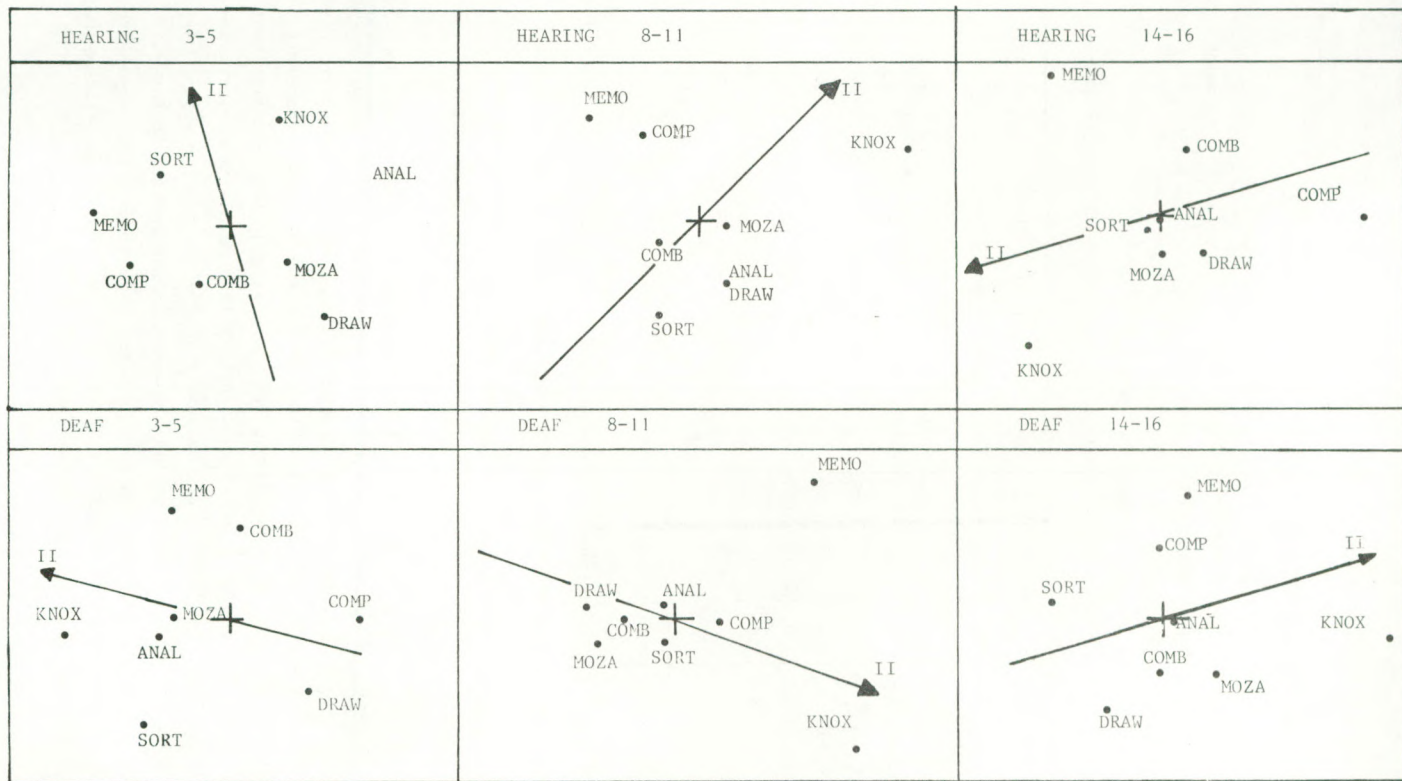 HEARING 3-5
II
KNOX
SORT
ANAL
MEMO
COMP
COMB
MOZA
DRAW
HEARING 8-11
II
MEMO
COMP
KNOX
MOZA
COMB
ANAL
DRAW
SORT
HEARING 14-16
MEMO
COMB
COMP
ANAL
SORT
MOZA
DRAW
II
KNOX
DEAF 3-5
MEMO
COMB
II
KNOX
MOZA
COMP
ANAL
DRAW
SORT
DEAF 8-11
MEMO
DRAW
ANAL
COMB
COMP
MOZA
SORT
II
KNOX
DEAF 14-16
MEMO
COMP
II
SORT
ANAL
KNOX
COMB
MOZA
DRAW